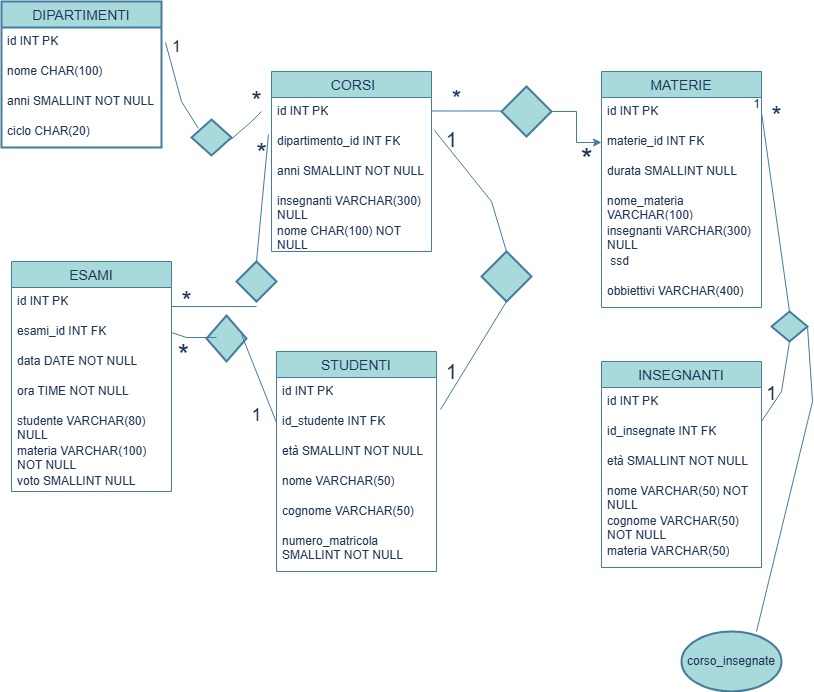 DIPARTIMENTI
id INT PK
nome CHAR(100)
anni SMALLINT NOT NULL
ciclo CHAR(20)
1
*
*
CORSI
id INT PK
dipartimento_id INT FK
anni SMALLINT NOT NULL
insegnanti VARCHAR(300)
NULL
nome CHAR(100) NOT
NULL
*
1
*
MATERIE
id INT PK
materie_id INT FK
durata SMALLINT NULL
nome_materia
VARCHAR(100)
insegnanti VARCHAR(300)
NULL
ssd
obbiettivi VARCHAR(400)
1
*
ESAMI
id INT PK
esami_id INT FK
data DATE NOT NULL
ora TIME NOT NULL
studente VARCHAR(80)
NULL
materia VARCHAR(100)
NOT NULL
voto SMALLINT NULL
*
*
1
STUDENTI
id INT PK
id_studente INT FK
età SMALLINT NOT NULL
nome VARCHAR(50)
cognome VARCHAR(50)
numero_matricola
SMALLINT NOT NULL
1
INSEGNANTI
id INT PK
id_insegnate INT FK
età SMALLINT NOT NULL
nome VARCHAR(50) NOT
NULL
cognome VARCHAR(50)
NOT NULL
materia VARCHAR(50)
1
corso_insegnate